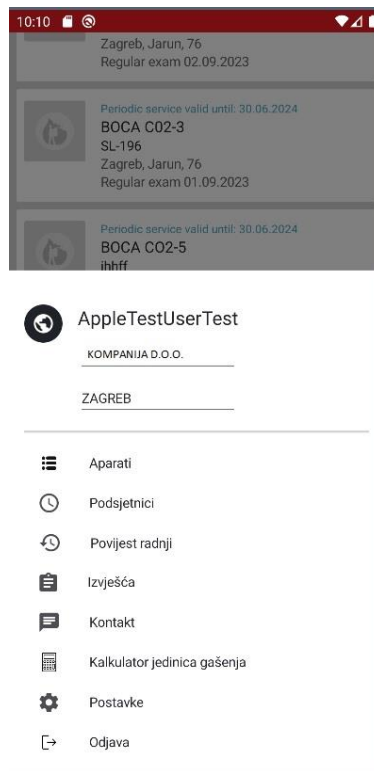 10:10
Zagreb, Jarun, 76
Regular exam 02.09.2023
Periodic service valid until: 30.06.2024
BOCA C02-3
SL-196
Zagreb, Jarun, 76
Regular exam 01.09.2023
Periodic service valid until: 30.06.2024
BOCA CO2-5
ihhff
AppleTestUserTest
KOMPANIJA D.O.O.
ZAGREB
Aparati
Podsjetnici
Povijest radnji
Izvješća
Kontakt
Kalkulator jedinica gašenja
Postavke
Odjava